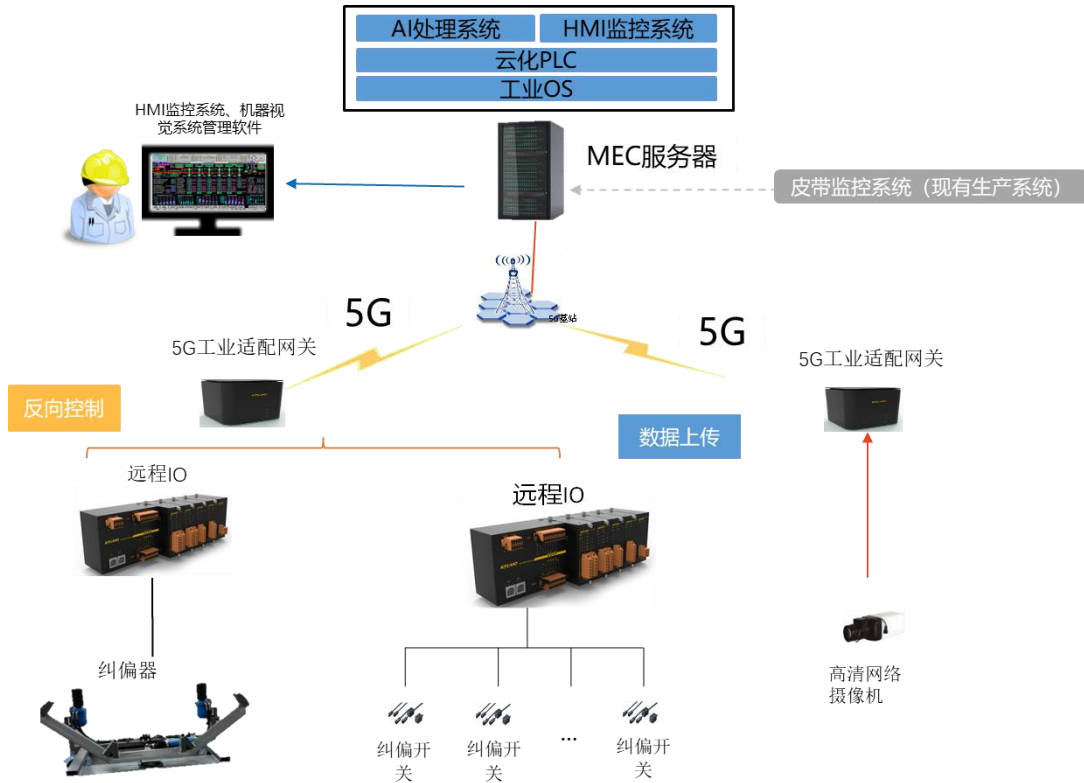 AI处理系统
HMI监控系统
云化PLC
工业OS
HMI监控系统、机器视
觉系统管理软件
MEC服务器
皮带监控系统（现有生产系统）
5G
5G基站
5G
5G工业适配网关
5G工业适配网关
反向控制
数据上传
远程IO
远程IO
纠偏器
高清网络
摄像机
...
纠偏开
关
纠偏开
关
纠偏开
关